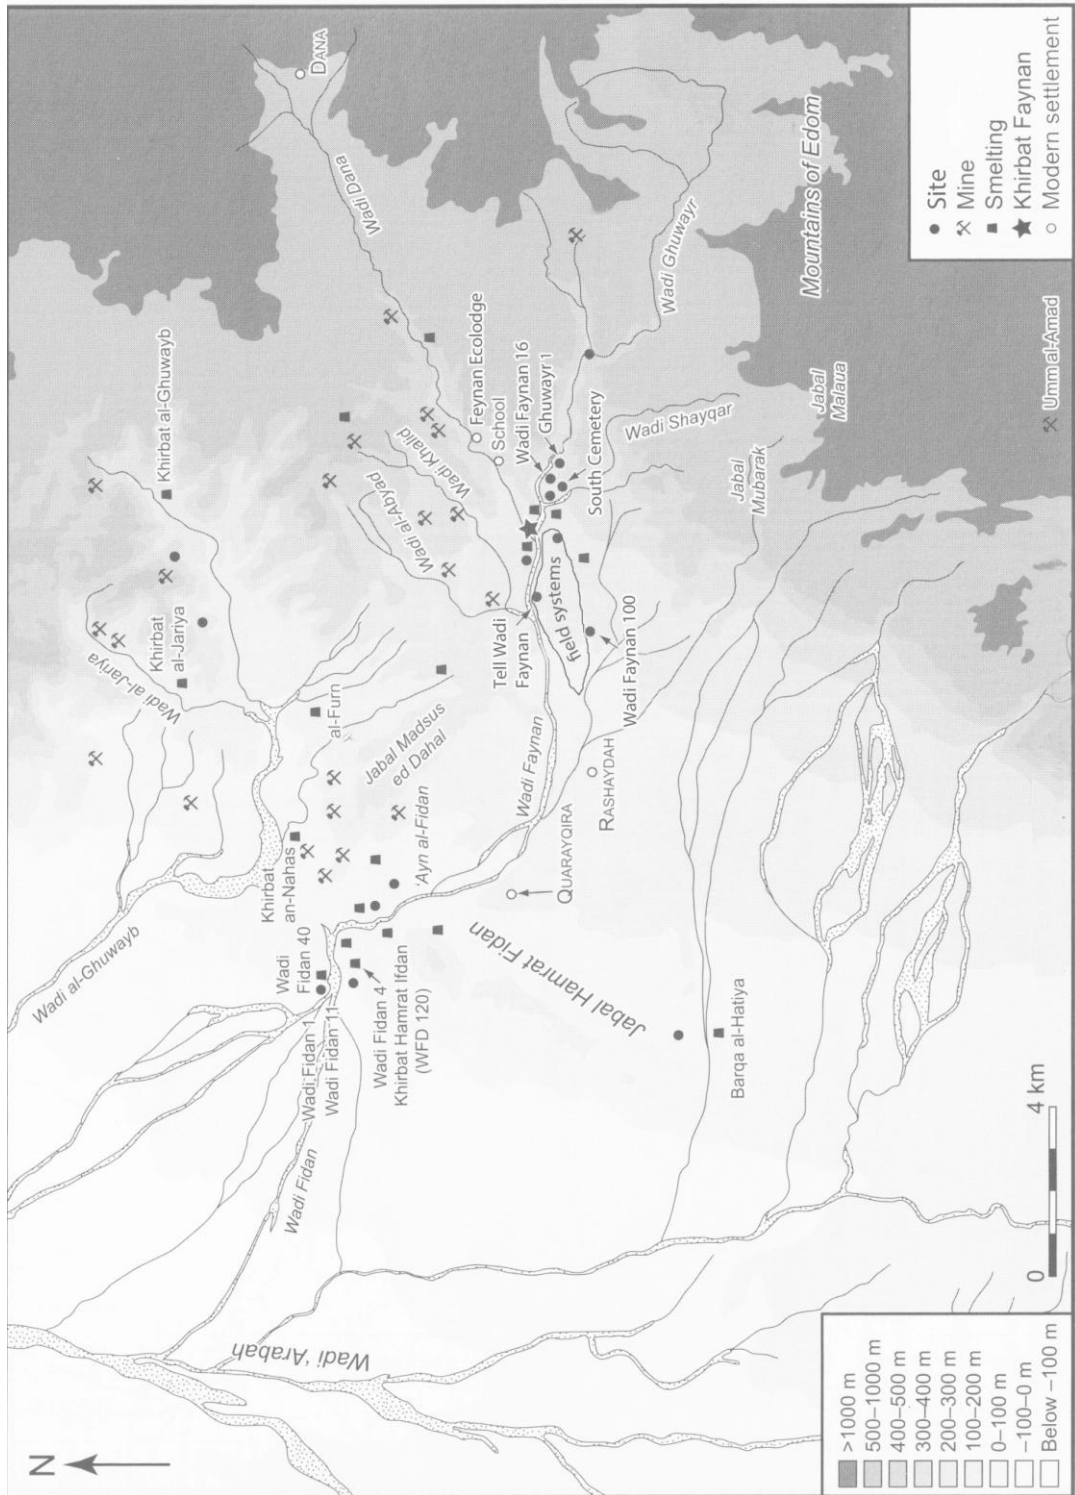 N
DANA
Wadi Dana
Khirbat al-Ghuwayb
Khirbat
al-Jariya
Wadi al-Jariya
al-Furn
Jabal Madsus
ed Dahal
Khirbat
an-Nahas
Wadi al-Ghuwayb
Wadi
Fidan 40
Wadi Fidan 1
Wadi Fidan 11
Wadi Fidan 4
Khirbat Hamrat Ifdan
(WFD 120)
Wadi Fidan
'Ayn al-Fidan
Wadi al-Abyad
Wadi Khalid
Feynan Ecolodge
School
Wadi Faynan 16
Ghuwayr 1
South Cemetery
Wadi Ghuwayr
Wadi Shayqar
Tell Wadi
Faynan
field systems
Wadi Faynan 100
Wadi Faynan
RASHAYDAH
QUARAYQIRA
Jabal Hamrat Fidan
Barqa al-Hatiya
Jabal
Mubarak
Jabal
Malaua
Mountains of Edom
Umm al-Amad
Wadi 'Arabah
Site
Mine
Smelting
Khirbat Faynan
Modern settlement
0 4 km
>1000 m
500–1000 m
400–500 m
300–400 m
200–300 m
100–200 m
0–100 m
–100–0 m
Below –100 m